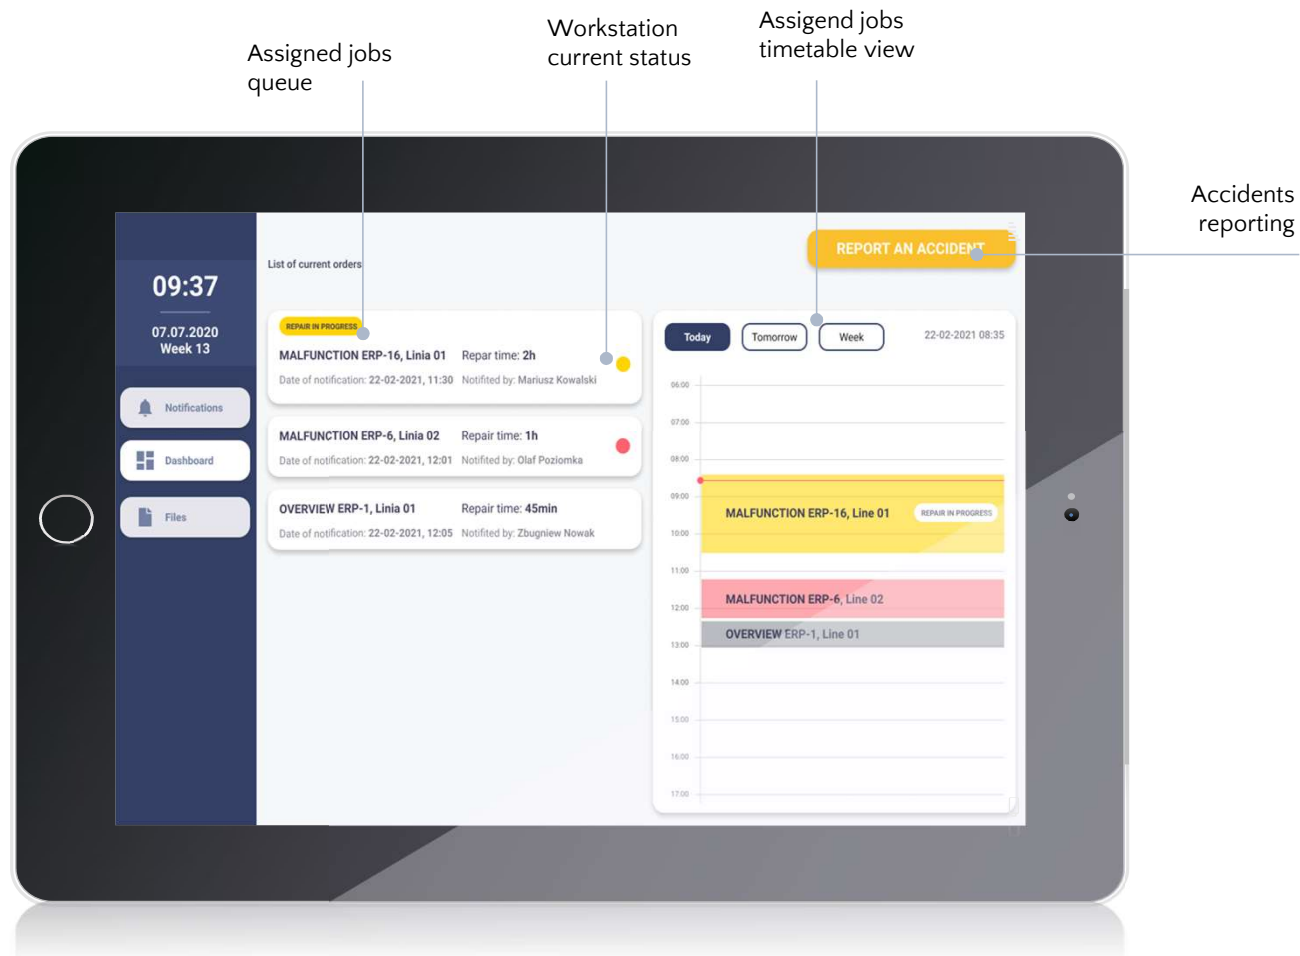 Assigned jobs
queue
Workstation
current status
Assigend jobs
timetable view
Accidents
reporting
09:37
07.07.2020
Week 13
Notifications
Dashboard
Files
List of current orders
REPORT AN ACCIDENT
REPAIR IN PROGRESS
MALFUNCTION ERP-16, Linia 01 Repar time: 2h
Date of notification: 22-02-2021, 11:30 Notifited by: Mariusz Kowalski
MALFUNCTION ERP-6, Linia 02 Repair time: 1h
Date of notification: 22-02-2021, 12:01 Notifited by: Olaf Poziomka
OVERVIEW ERP-1, Linia 01 Repair time: 45min
Date of notification: 22-02-2021, 12:05 Notifited by: Zbugniew Nowak
Today Tomorrow Week 22-02-2021 08:35
06:00
07:00
08:00
09:00
MALFUNCTION ERP-16, Line 01 REPAIR IN PROGRESS
10:00
11:00
MALFUNCTION ERP-6, Line 02
12:00
OVERVIEW ERP-1, Line 01
13:00
14:00
15:00
16:00
17:00